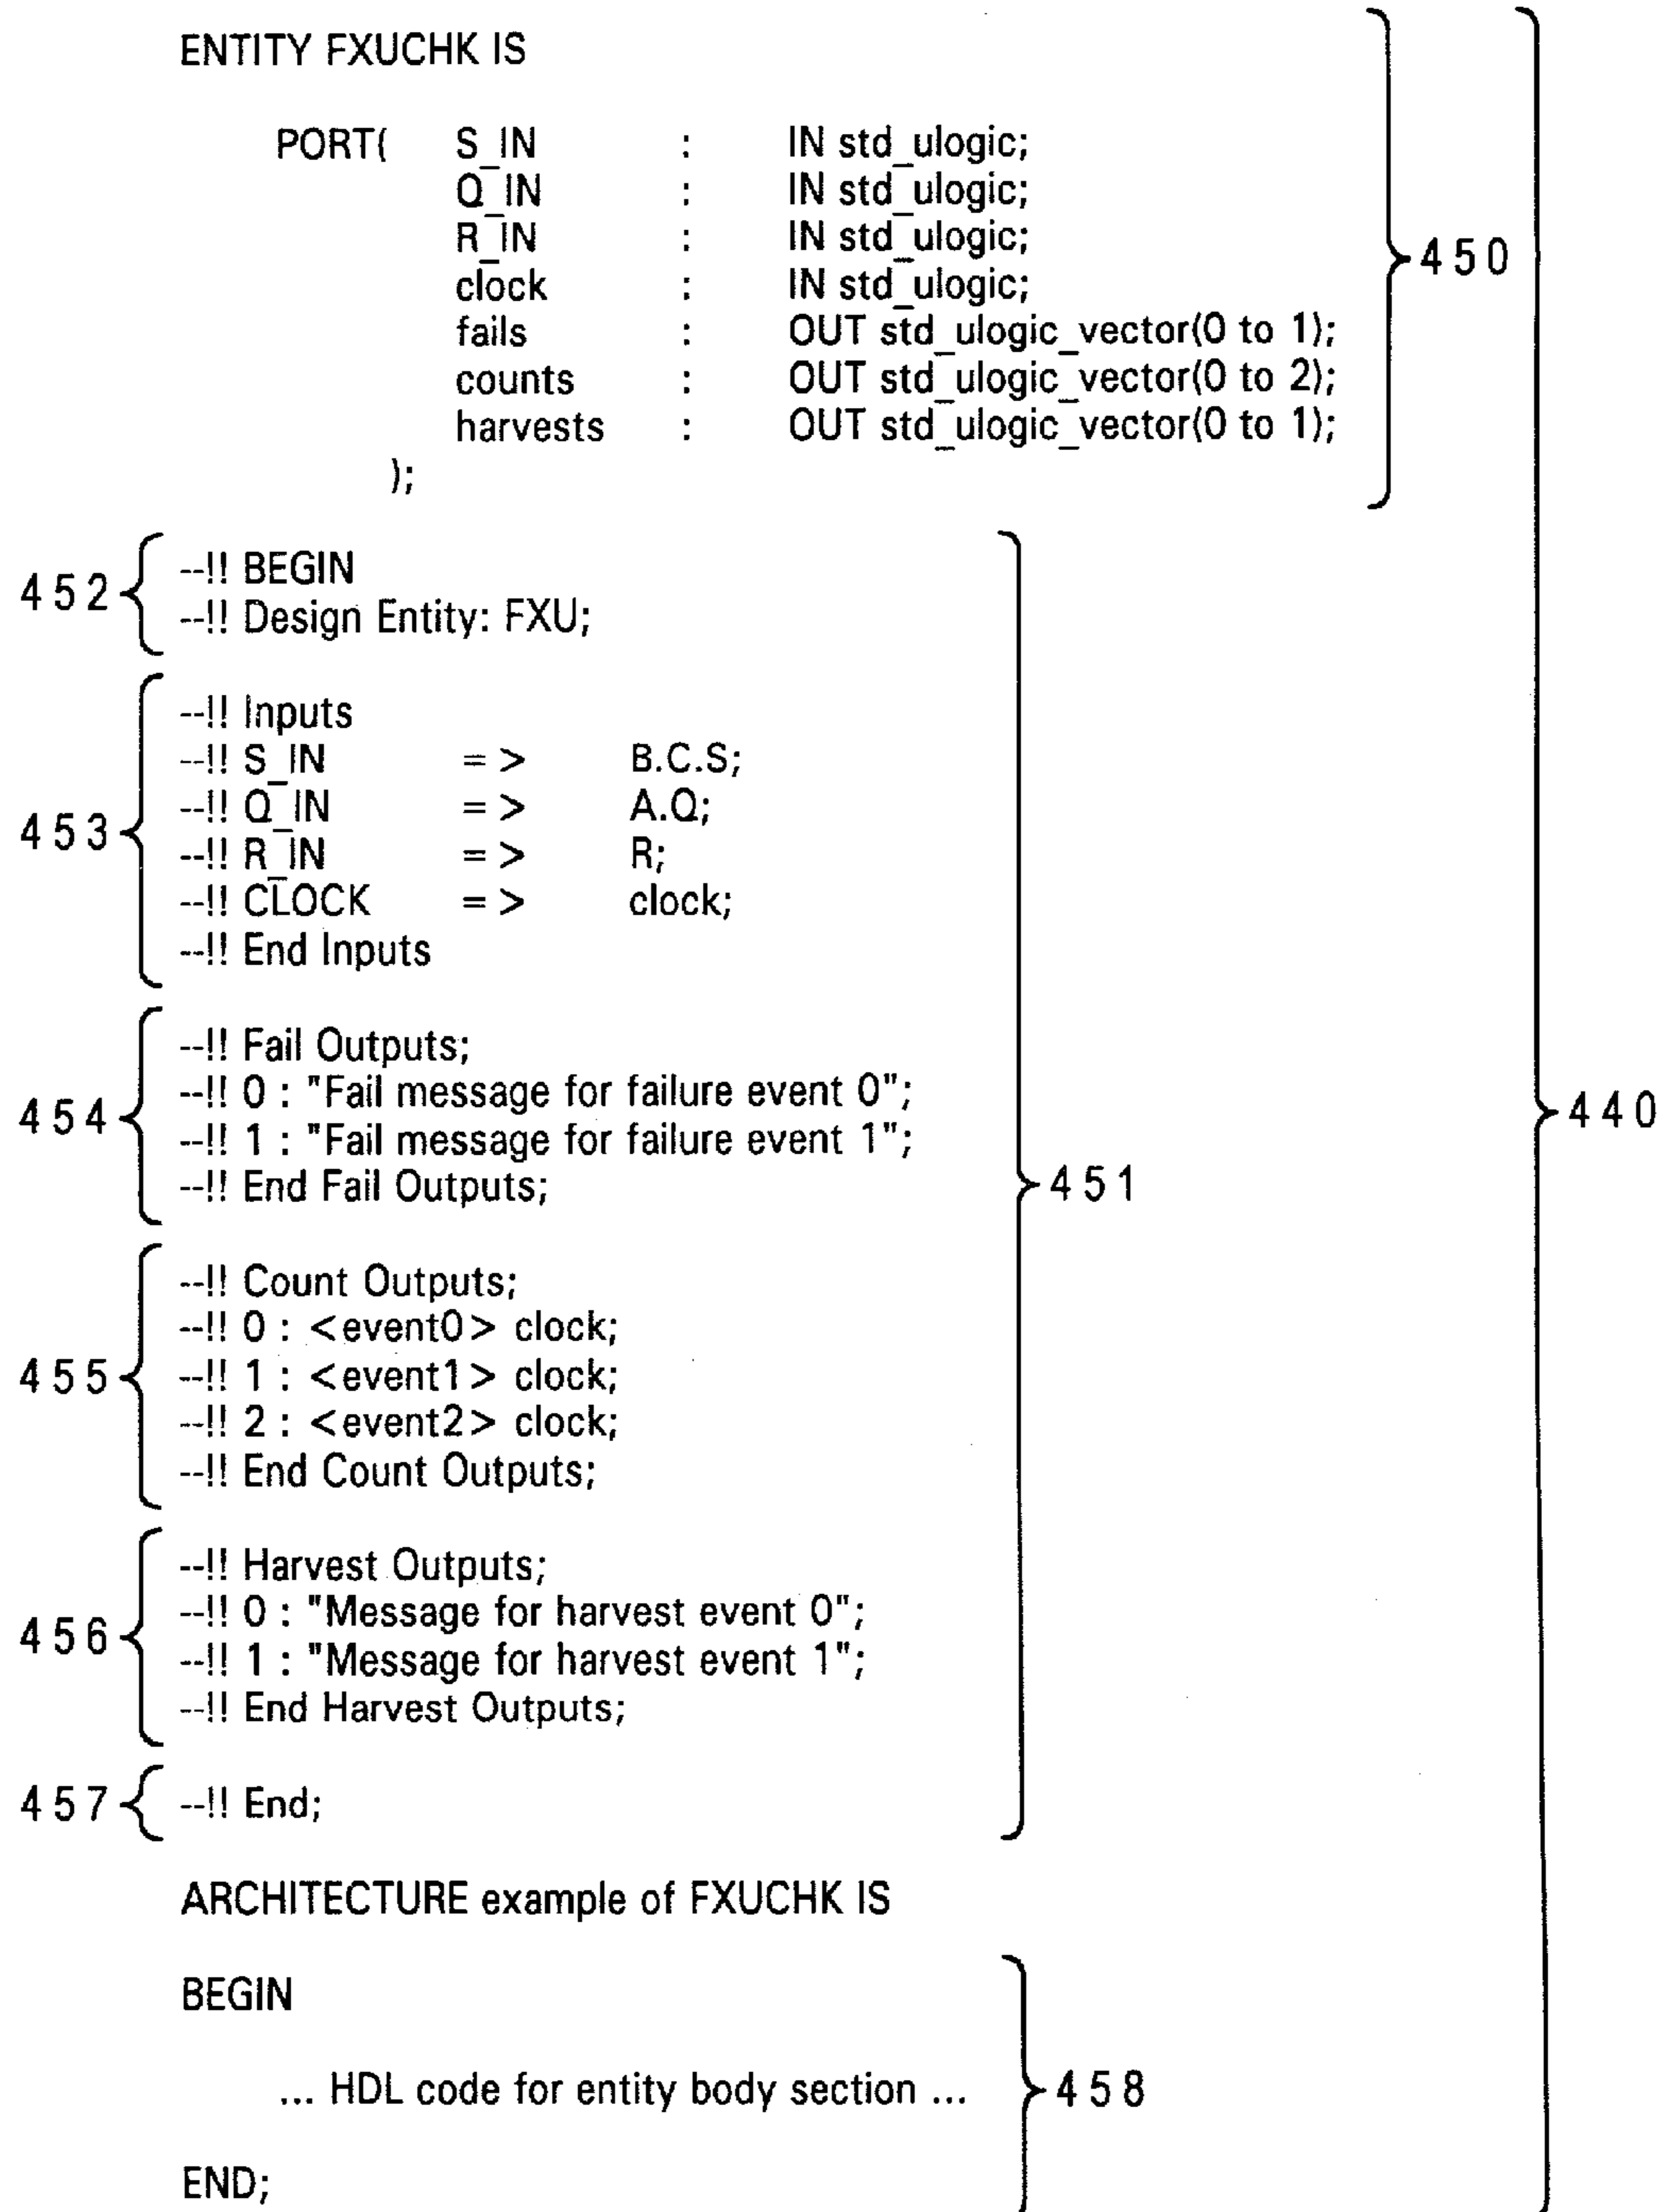 ENTITY FXUCHK IS
PORT( S_IN : IN std_ulogic;
Q_IN : IN std_ulogic;
R_IN : IN std_ulogic;
clock : IN std_ulogic;
fails : OUT std_ulogic_vector(0 to 1);
counts : OUT std_ulogic_vector(0 to 2);
harvests : OUT std_ulogic_vector(0 to 1);
);
450
452
--!! BEGIN
--!! Design Entity: FXU;
453
--!! Inputs
--!! S_IN => B.C.S;
--!! Q_IN => A.Q;
--!! R_IN => R;
--!! CLOCK => clock;
--!! End Inputs
454
--!! Fail Outputs;
--!! 0 : "Fail message for failure event 0";
--!! 1 : "Fail message for failure event 1";
--!! End Fail Outputs;
451
440
455
--!! Count Outputs;
--!! 0 : <event0> clock;
--!! 1 : <event1> clock;
--!! 2 : <event2> clock;
--!! End Count Outputs;
456
--!! Harvest Outputs;
--!! 0 : "Message for harvest event 0";
--!! 1 : "Message for harvest event 1";
--!! End Harvest Outputs;
457
--!! End;
ARCHITECTURE example of FXUCHK IS
BEGIN
... HDL code for entity body section ...
458
END;